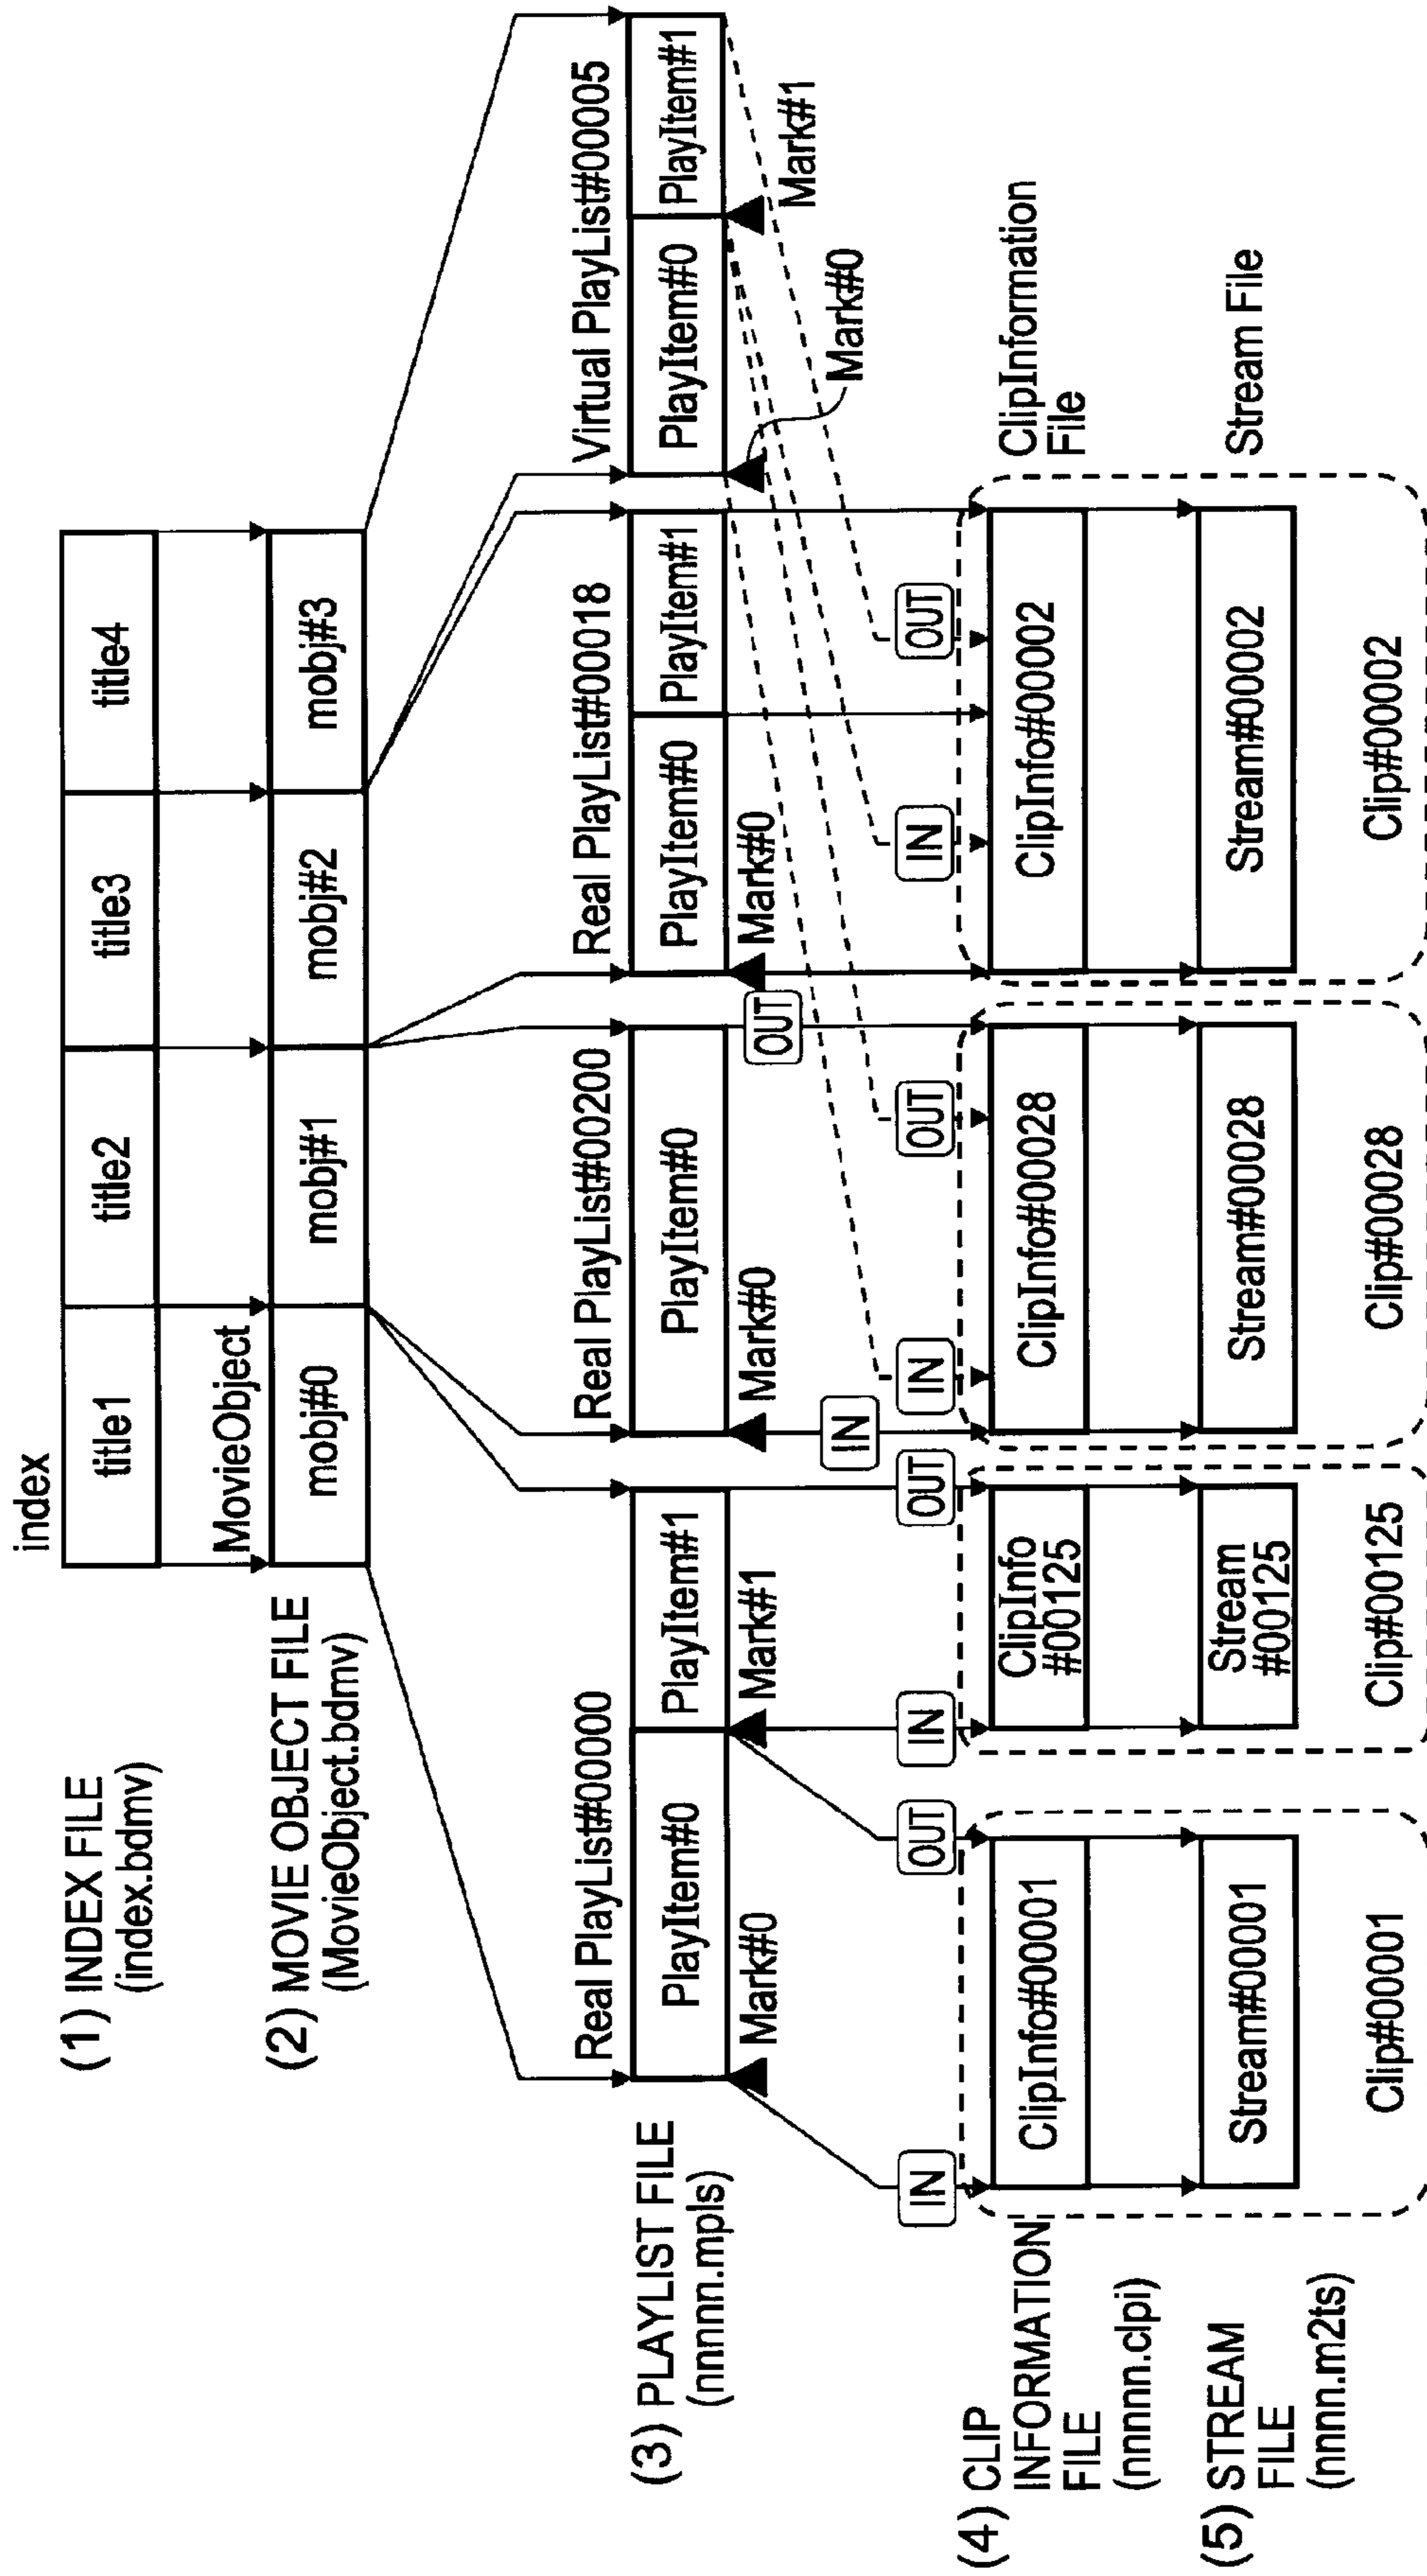 index
(1) INDEX FILE
(index.bdmv)
title1
title2
title3
title4
MovieObject
(2) MOVIE OBJECT FILE
(MovieObject.bdmv)
mobj#0
mobj#1
mobj#2
mobj#3
Real PlayList#00000
Real PlayList#00200
Real PlayList#00018
Virtual PlayList#00005
(3) PLAYLIST FILE
(nnnnn.mpls)
PlayItem#0
PlayItem#1
PlayItem#0
PlayItem#0
PlayItem#1
PlayItem#0
PlayItem#1
Mark#0
Mark#1
Mark#0
Mark#0
Mark#1
OUT
Mark#0
IN
IN
OUT
IN
OUT
IN
OUT
IN
OUT
ClipInformation
File
(4) CLIP
INFORMATION
FILE
(nnnnn.clpi)
ClipInfo#00001
ClipInfo
#00125
ClipInfo#00028
ClipInfo#00002
Stream File
(5) STREAM
FILE
(nnnn.m2ts)
Stream#00001
Stream
#00125
Stream#00028
Stream#00002
Clip#00001
Clip#00125
Clip#00028
Clip#00002